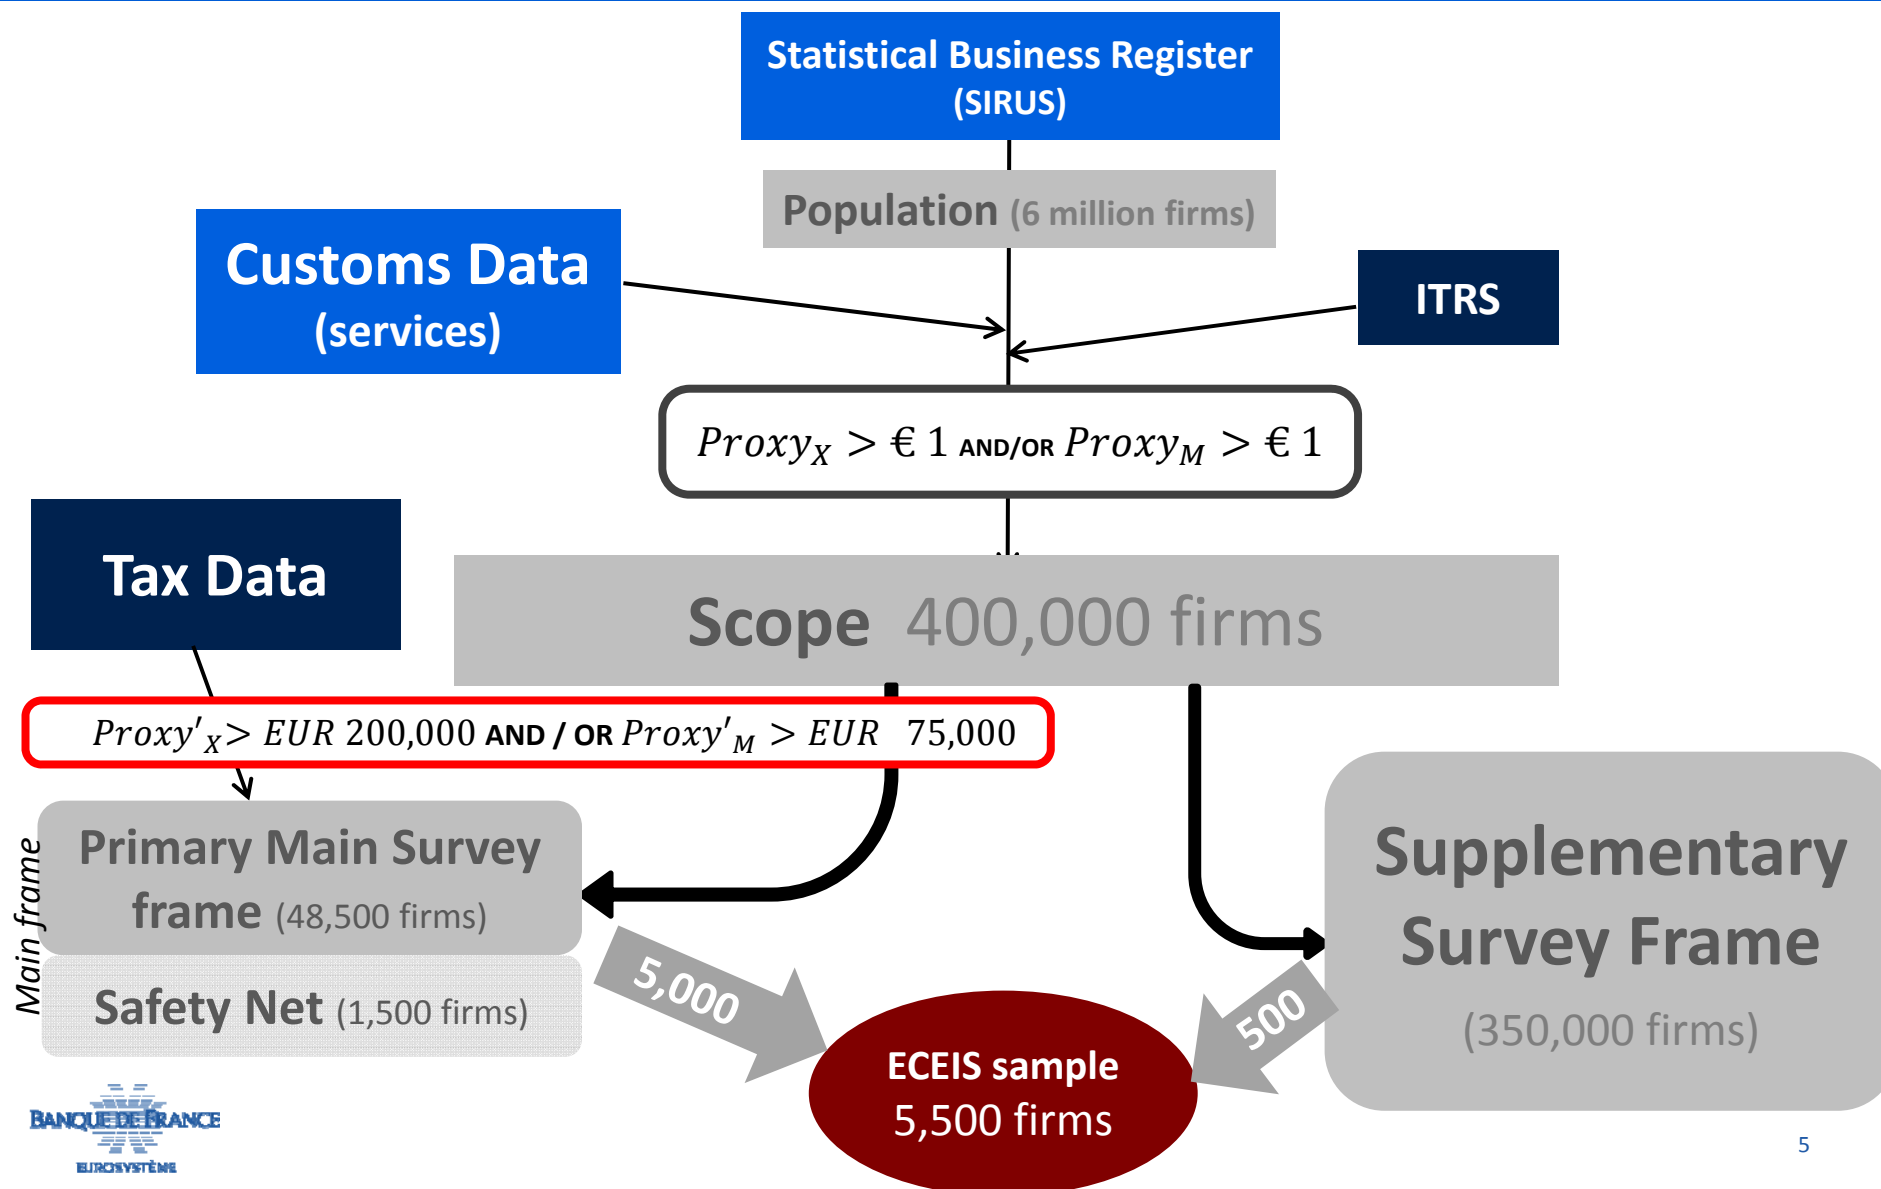 Statistical Business Register
(SIRUS)
Population (6 million firms)
Customs Data
(services)
ITRS
Proxy_X > € 1 AND/OR Proxy_M > € 1
Tax Data
Scope 400,000 firms
Proxy'_X > EUR 200,000 AND / OR Proxy'_M > EUR 75,000
Main frame
Primary Main Survey
frame (48,500 firms)
Safety Net (1,500 firms)
5,000
500
Supplementary
Survey Frame
(350,000 firms)
ECEIS sample
5,500 firms
BANQUE DE FRANCE
EUROSYSTÈME
5